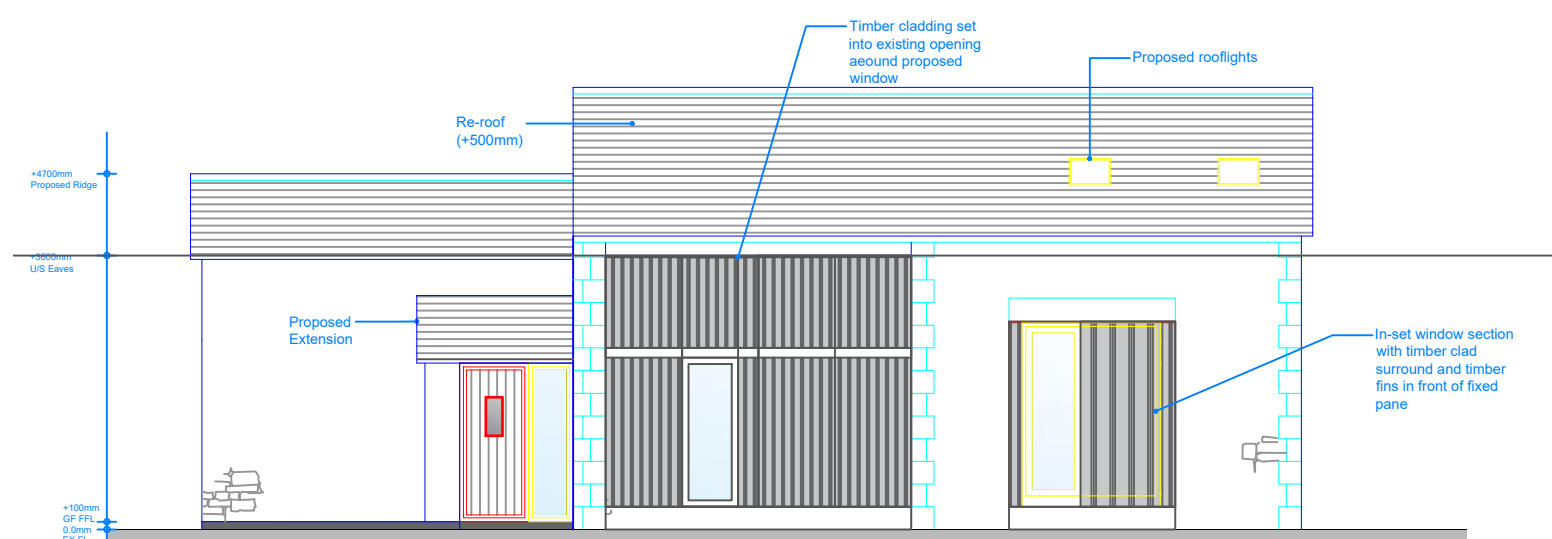 Timber cladding set
into existing opening
aeound proposed
window
Proposed rooflights
Re-roof
(+500mm)
+4700mm
Proposed Ridge
+3600mm
U/S Eaves
Proposed
Extension
In-set window section
with timber clad
surround and timber
fins in front of fixed
pane
+100mm
GF FFL
0.0mm